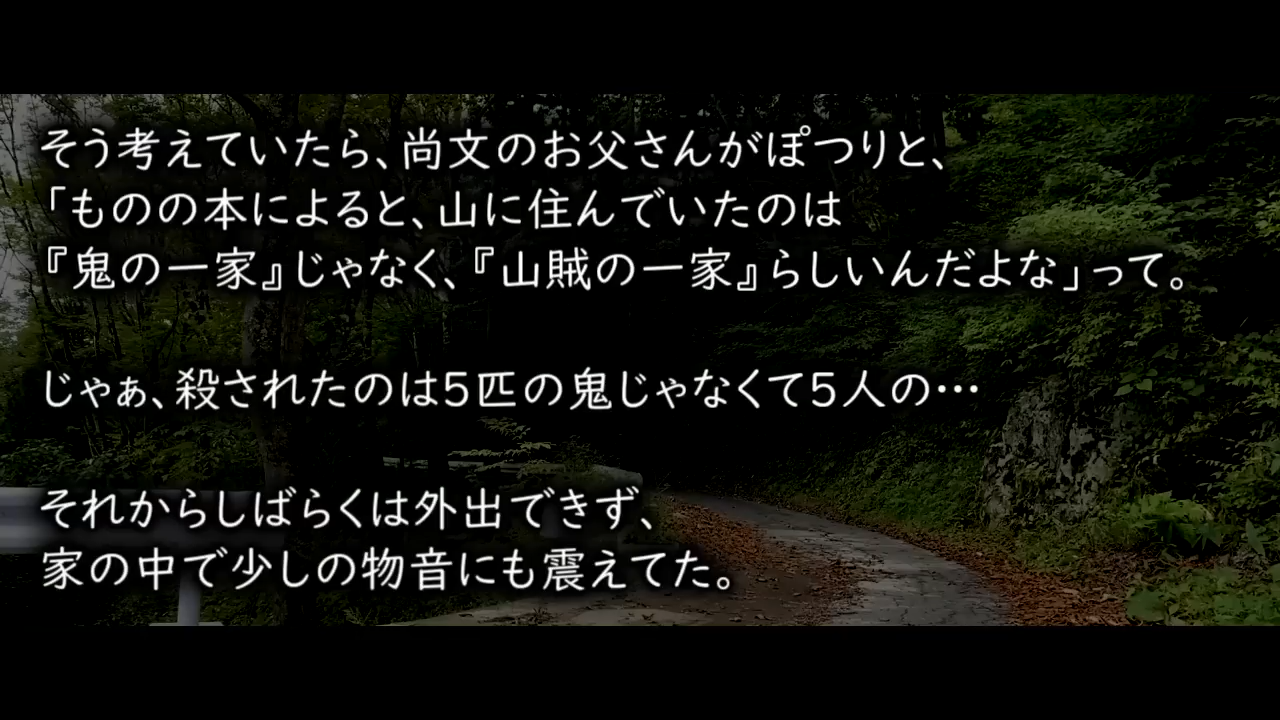 そう考えていたら、尚文のお父さんがぽつりと、
「ものの本によると、山に住んでいたのは
『鬼の一家』じゃなく、『山賊の一家』らしいんだよな」って。
じゃぁ、殺されたのは5匹の鬼じゃなくて5人の…
それからしばらくは外出できず、
家の中で少しの物音にも震えてた。